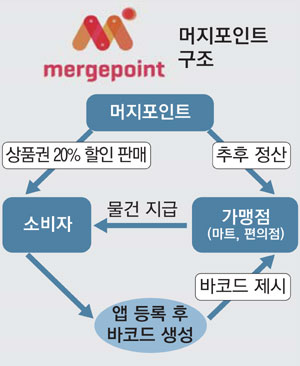 mergepoint
머지포인트
구조
머지포인트
상품권 20% 할인 판매
추후 정산
소비자
물건 지급
가맹점
(마트, 편의점)
바코드 제시
앱 등록 후
바코드 생성